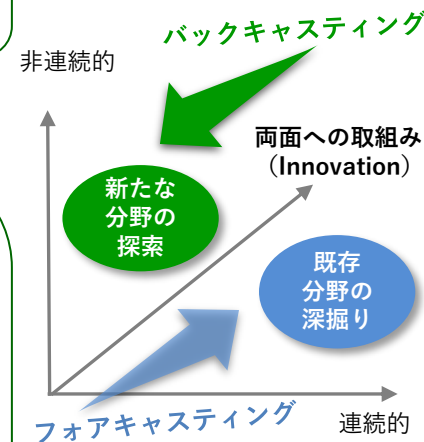 バックキャスティング
非連続的
両面への取組み
（Innovation）
新たな
分野の
探索
既存
分野の
深掘り
フォアキャスティング
連続的